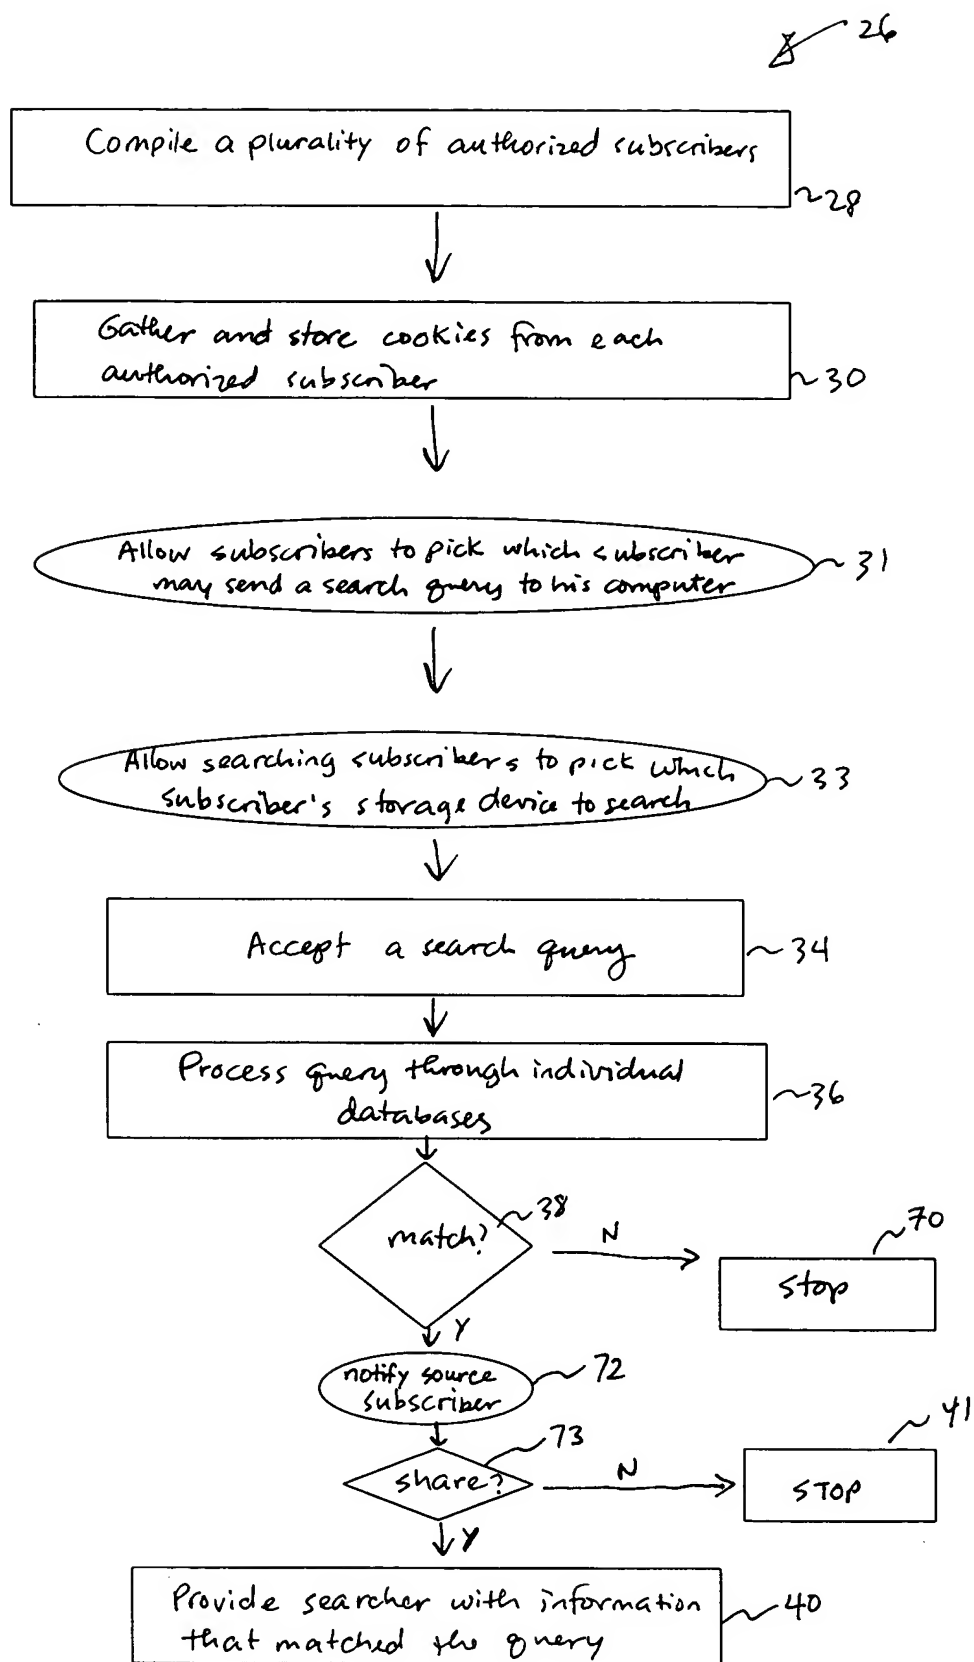 26
Compile a plurality of authorized subscribers
28
Gather and store cookies from each
authorized subscriber
30
Allow subscribers to pick which subscriber
may send a search query to his computer
31
Allow searching subscribers to pick which
subscriber's storage device to search
33
Accept a search query
34
Process query through individual
databases
36
match?
38
N
70
Stop
Y
notify source
subscriber
72
73
share?
N
41
STOP
Y
Provide searcher with information
that matched the query
40